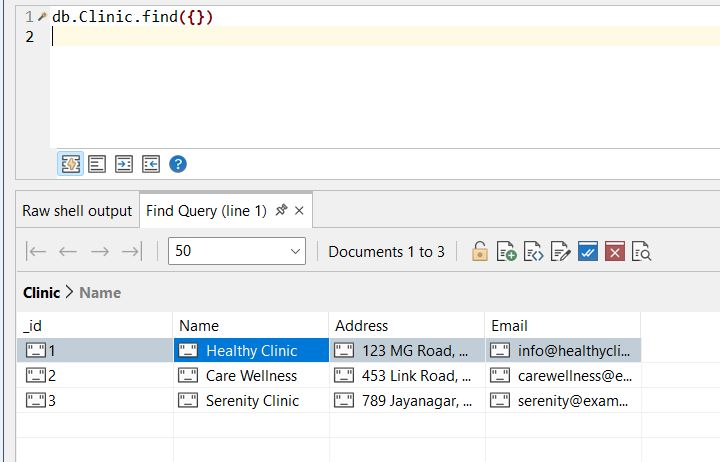 1 db.Clinic.find({})
2
Raw shell output Find Query (line 1)
50 Documents 1 to 3
Clinic > Name
_id Name Address Email
1 Healthy Clinic 123 MG Road, ... info@healthycli...
2 Care Wellness 453 Link Road, ... carewellness@e...
3 Serenity Clinic 789 Jayanagar, ... serenity@exam...